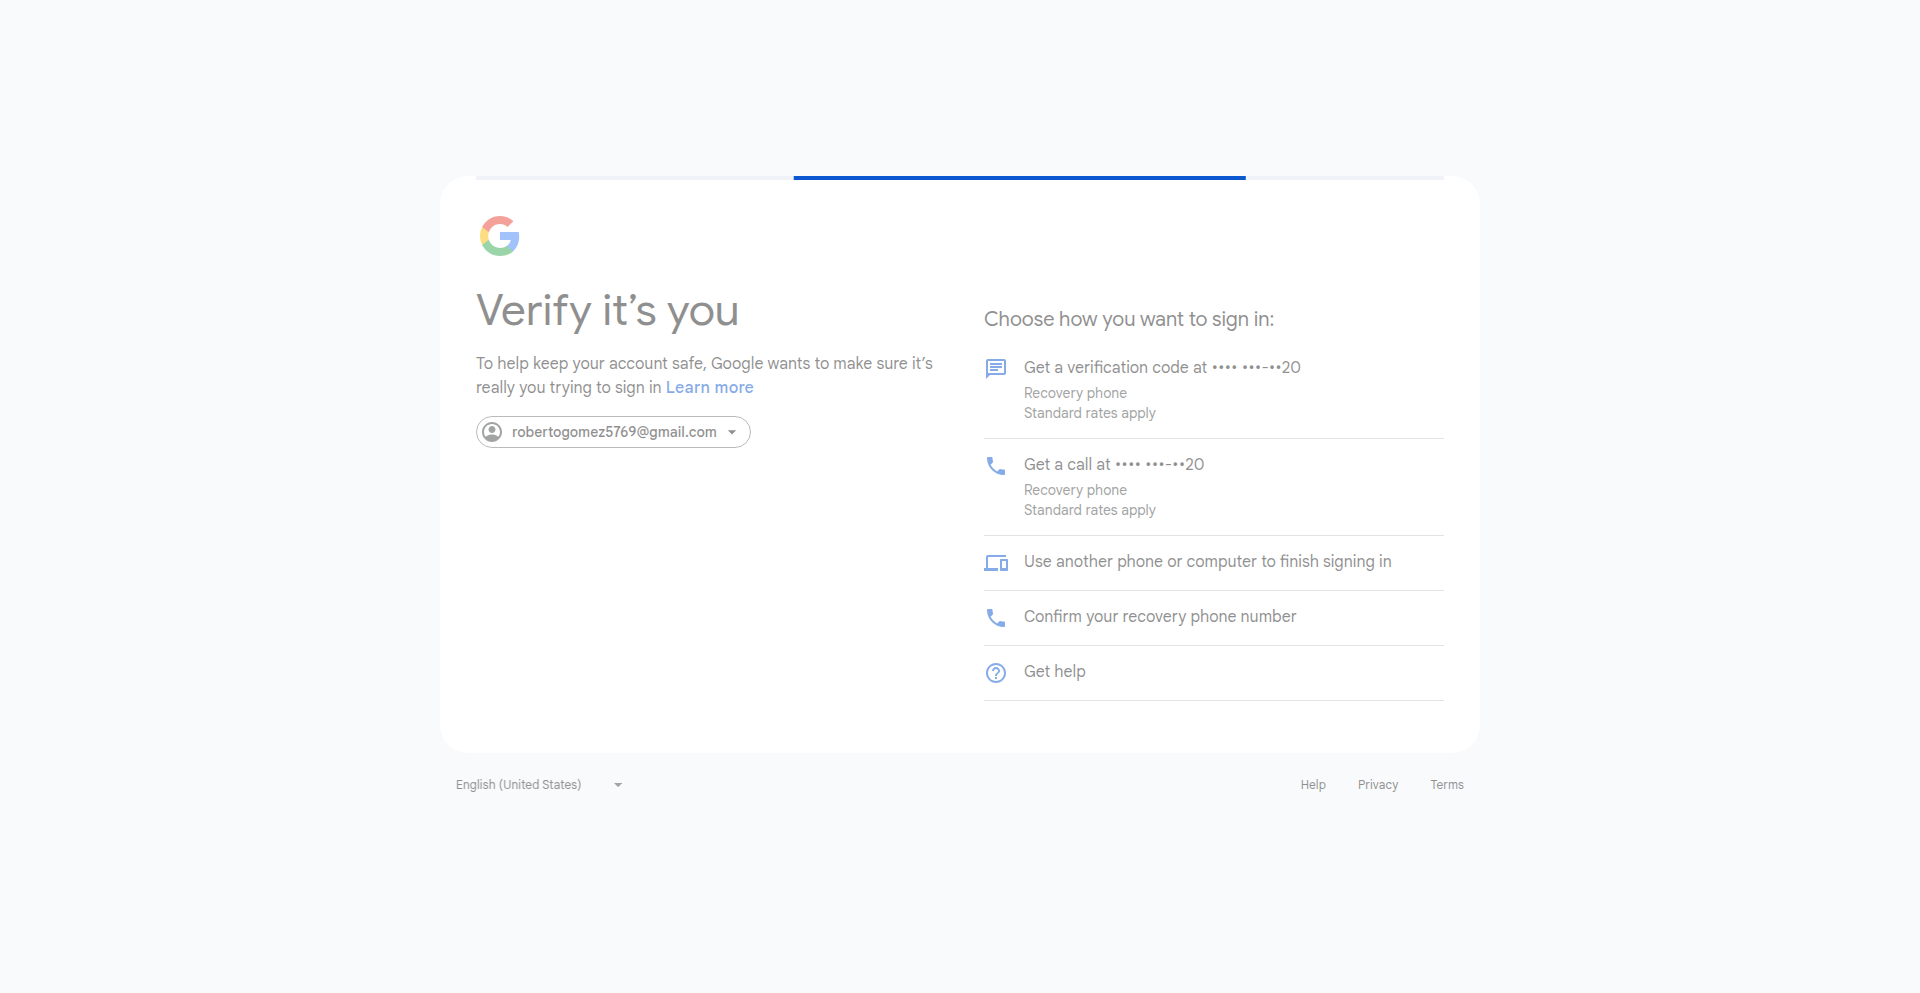 Verify it’s you
To help keep your account safe, Google wants to make sure it’s
really you trying to sign in Learn more
robertogomez5769@gmail.com
Choose how you want to sign in:
Get a verification code at •••• •••-••20
Recovery phone
Standard rates apply
Get a call at •••• •••-••20
Recovery phone
Standard rates apply
Use another phone or computer to finish signing in
Confirm your recovery phone number
Get help
English (United States)
Help Privacy Terms